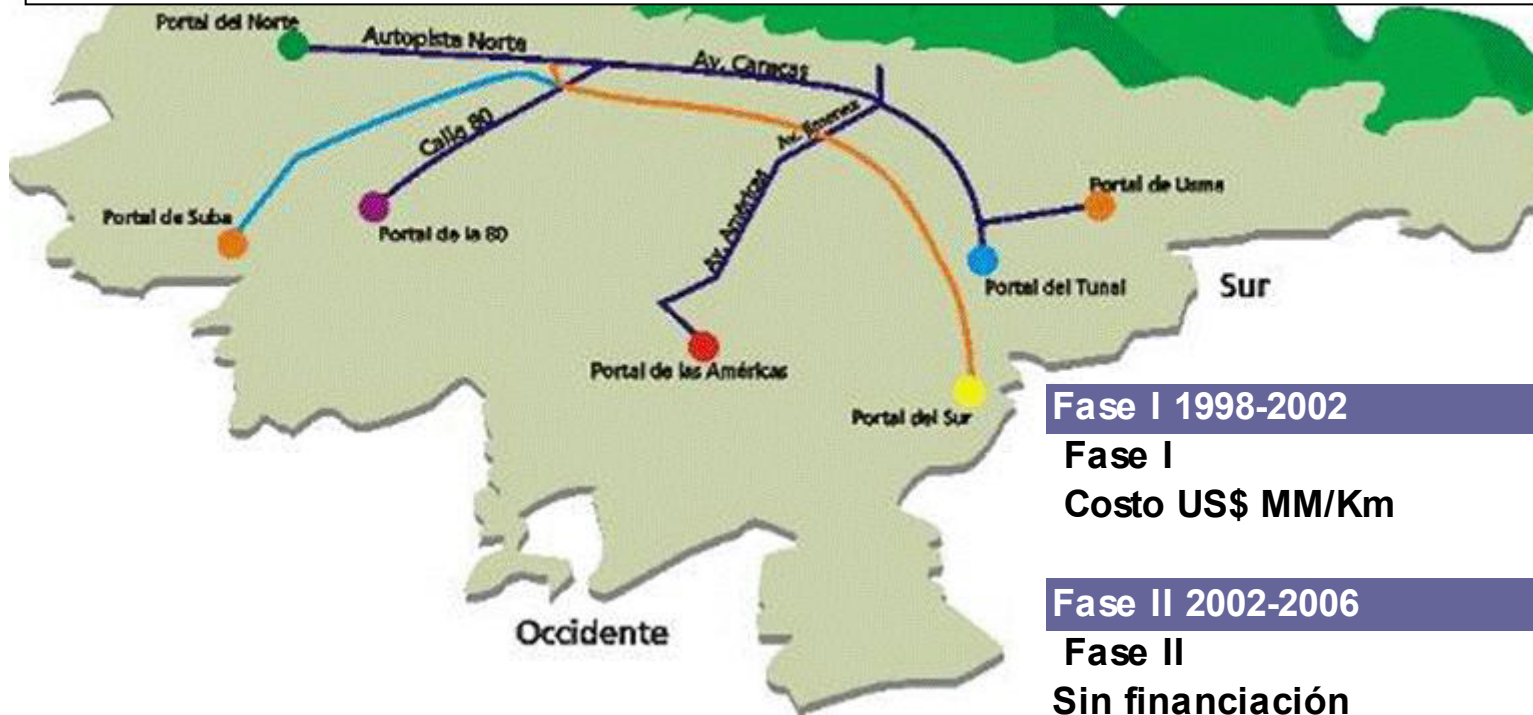 Portal del Norte
Autopista Norte
Av. Caracas
Calle 80
Av. Jimenez
Av. Américas
Portal de Suba
Portal de la 80
Portal de Usme
Portal del Tunal
Sur
Portal de las Américas
Portal del Sur
Occidente
Fase I 1998-2002
Fase I
Costo US$ MM/Km
Fase II 2002-2006
Fase II
Sin financiación